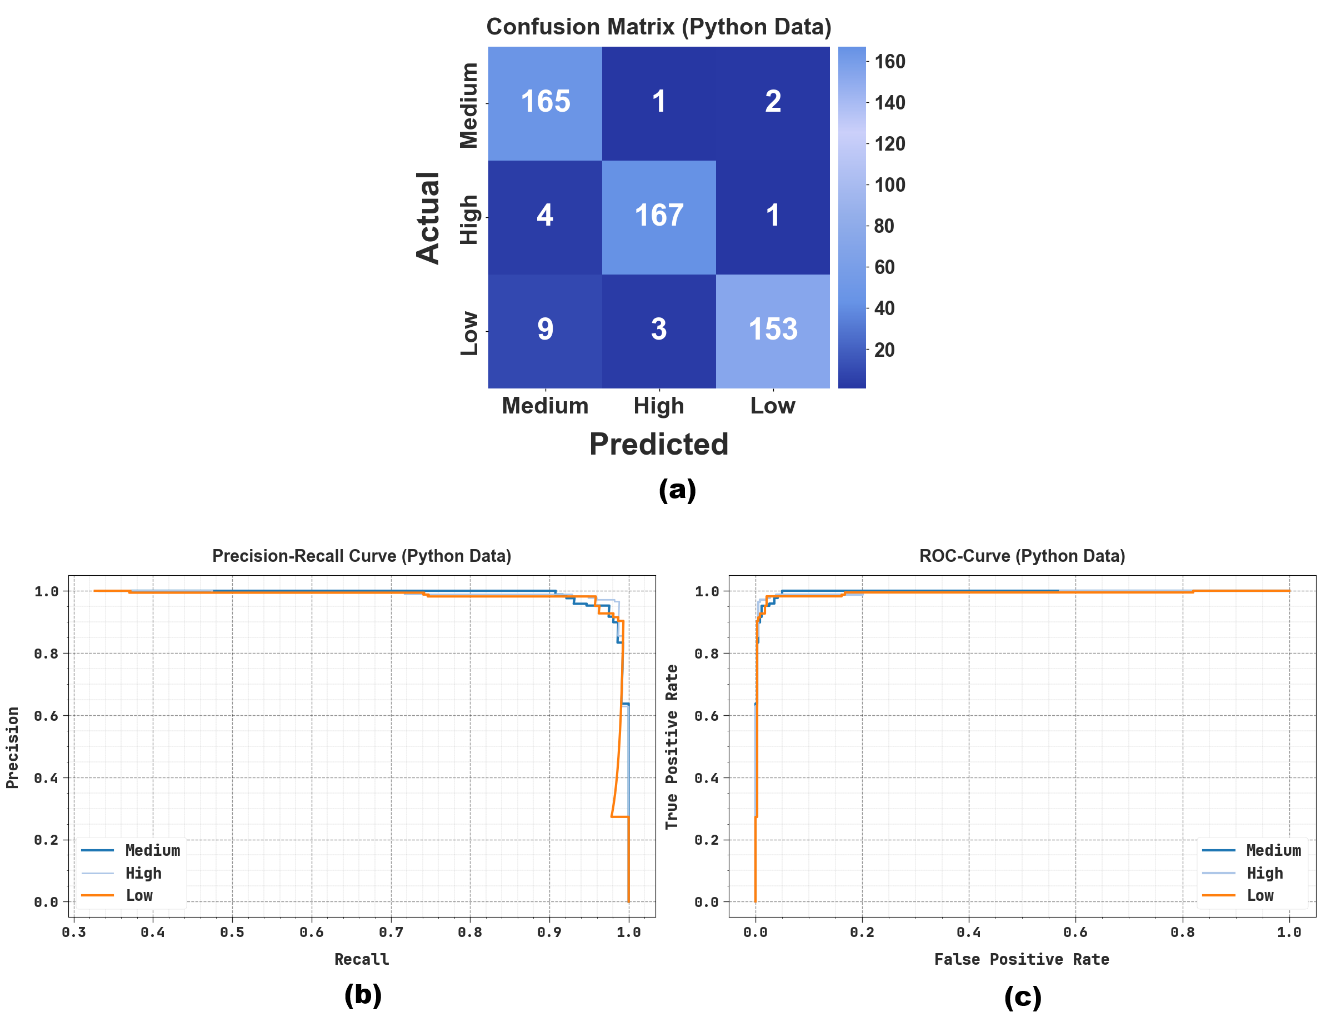 Confusion Matrix (Python Data)
Actual
Medium
High
Low
165 1 2
4 167 1
9 3 153
Medium High Low
Predicted
160
140
120
100
80
60
40
20
(a)
Precision-Recall Curve (Python Data)
Precision
1.0
0.8
0.6
0.4
0.2
0.0
Medium
High
Low
0.3 0.4 0.5 0.6 0.7 0.8 0.9 1.0
Recall
(b)
ROC-Curve (Python Data)
True Positive Rate
1.0
0.8
0.6
0.4
0.2
0.0
Medium
High
Low
0.0 0.2 0.4 0.6 0.8 1.0
False Positive Rate
(c)